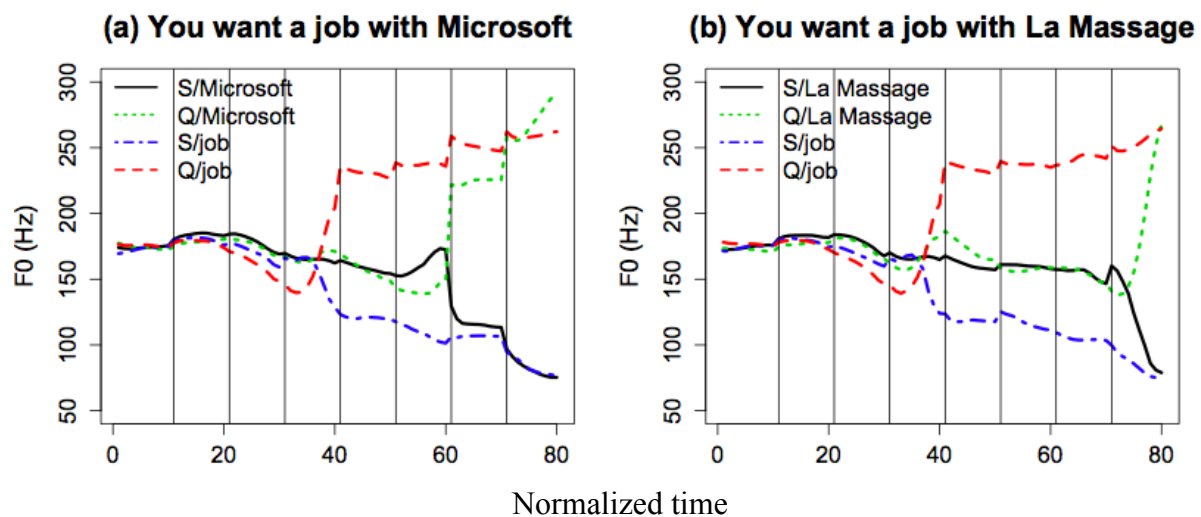 (a) You want a job with Microsoft
300
250
200
150
100
50
F0 (Hz)
S/Microsoft
Q/Microsoft
S/job
Q/job
0 20 40 60 80
(b) You want a job with La Massage
300
250
200
150
100
50
F0 (Hz)
S/La Massage
Q/La Massage
S/job
Q/job
0 20 40 60 80
Normalized time